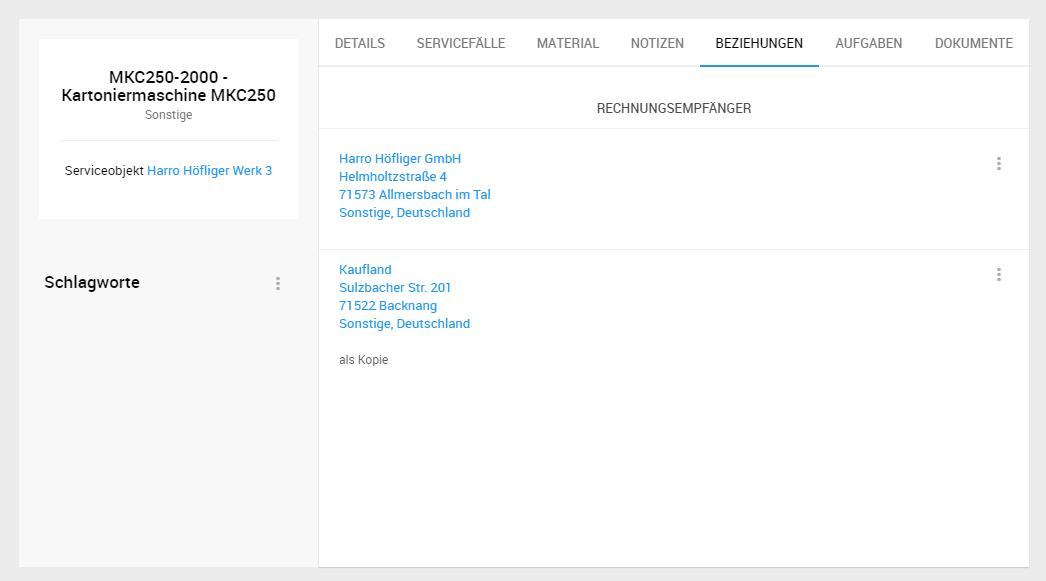 MKC250-2000 -
Kartoniermaschine MKC250
Sonstige
Serviceobjekt Harro Höfliger Werk 3
Schlagworte
DETAILS SERVICEFÄLLE MATERIAL NOTIZEN BEZIEHUNGEN AUFGABEN DOKUMENTE
RECHNUNGSEMPFÄNGER
Harro Höfliger GmbH
Helmholtzstraße 4
71573 Allmersbach im Tal
Sonstige, Deutschland
Kaufland
Sulzbacher Str. 201
71522 Backnang
Sonstige, Deutschland
als Kopie